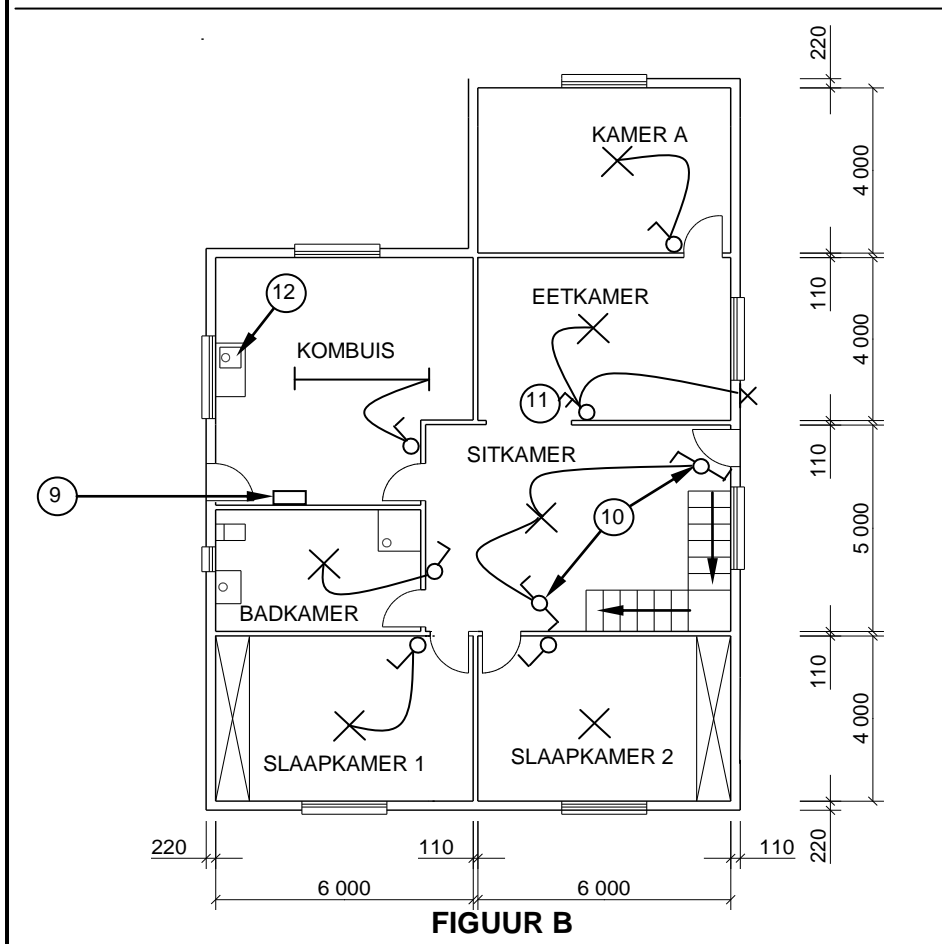 220
KAMER A
4 000
12
EETKAMER
110
KOMBUIS
4 000
11
SITKAMER
110
9
10
5 000
BADKAMER
110
SLAAPKAMER 1
SLAAPKAMER 2
4 000
220
110
110
220
6 000
6 000
FIGUUR B